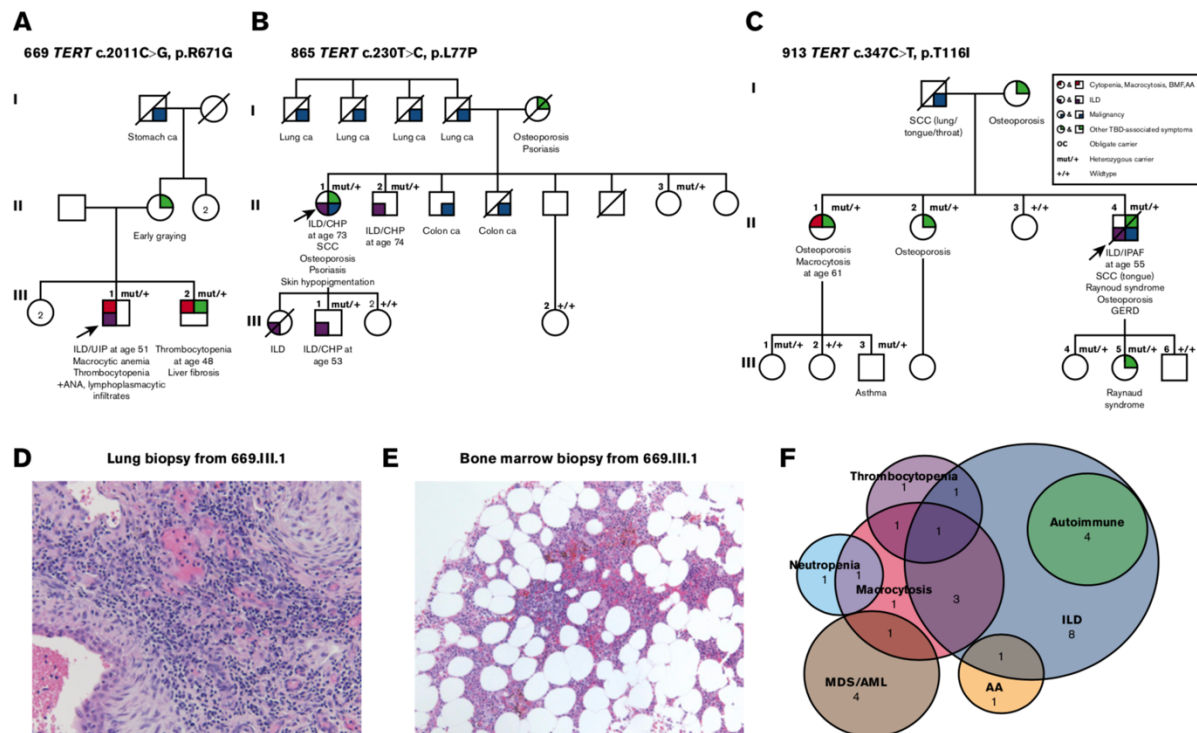 A
669 TERT c.2011C>G, p.R671G
I
Stomach ca
II
2
Early graying
III
2
1 mut/+
2 mut/+
ILD/UIP at age 51
Macrocytic anemia
Thrombocytopenia
+ANA, lymphoplasmacytic
infiltrates
Thrombocytopenia
at age 48
Liver fibrosis
B
865 TERT c.230T>C, p.L77P
I
Lung ca
Lung ca
Lung ca
Lung ca
Osteoporosis
Psoriasis
II
1 mut/+
2 mut/+
3 mut/+
ILD/CHP
at age 73
SCC
Osteoporosis
Psoriasis
Skin hypopigmentation
ILD/CHP
at age 74
Colon ca
Colon ca
III
1 mut/+
2 +/+
2 +/+
ILD
ILD/CHP at
age 53
C
913 TERT c.347C>T, p.T116I
I
SCC (lung/
tongue/throat)
Osteoporosis
& Cytopenia, Macrocytosis, BMF,AA
& ILD
& Malignancy
& Other TBD-associated symptoms
OC Obligate carrier
mut/+ Heterozygous carrier
+/+ Wildtype
II
1 mut/+
2 mut/+
3 +/+
4 mut/+
Osteoporosis
Macrocytosis
at age 61
Osteoporosis
ILD/IPAF
at age 55
SCC (tongue)
Raynoud syndrome
Osteoporosis
GERD
III
1 mut/+
2 +/+
3 mut/+
4 mut/+
5 mut/+
6 +/+
Asthma
Raynaud
syndrome
D
Lung biopsy from 669.III.1
E
Bone marrow biopsy from 669.III.1
F
Thrombocytopenia
1
1
1
1
Autoimmune
4
Neutropenia
1
1
Macrocytosis
1
3
ILD
8
1
1
MDS/AML
4
AA
1